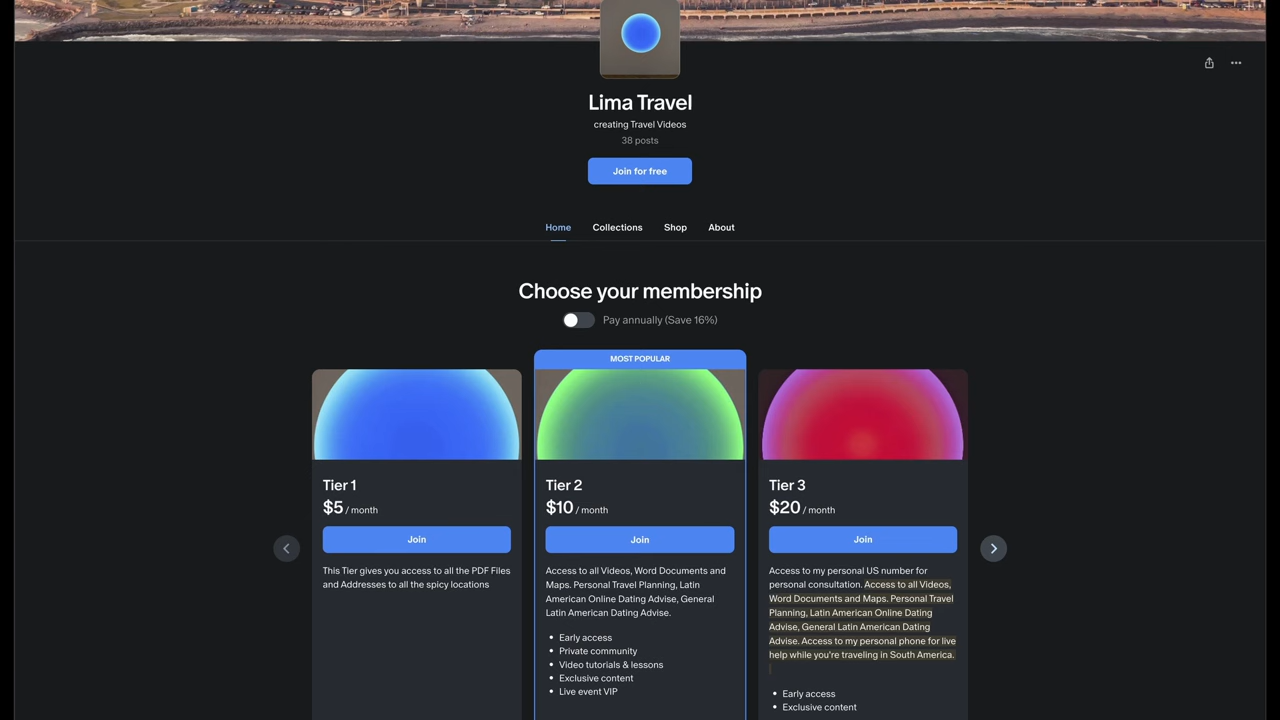 Lima Travel
creating Travel Videos
38 posts
Join for free
Home Collections Shop About
Choose your membership
Pay annually (Save 16%)
MOST POPULAR
Tier 1
$5 / month
Join
This Tier gives you access to all the PDF Files
and Addresses to all the spicy locations
Tier 2
$10 / month
Join
Access to all Videos, Word Documents and
Maps. Personal Travel Planning, Latin
American Online Dating Advise, General
Latin American Dating Advise.
• Early access
• Private community
• Video tutorials & lessons
• Exclusive content
• Live event VIP
Tier 3
$20 / month
Join
Access to my personal US number for
personal consultation. Access to all Videos,
Word Documents and Maps. Personal Travel
Planning, Latin American Online Dating
Advise, General Latin American Dating
Advise. Access to my personal phone for live
help while you're traveling in South America.
• Early access
• Exclusive content